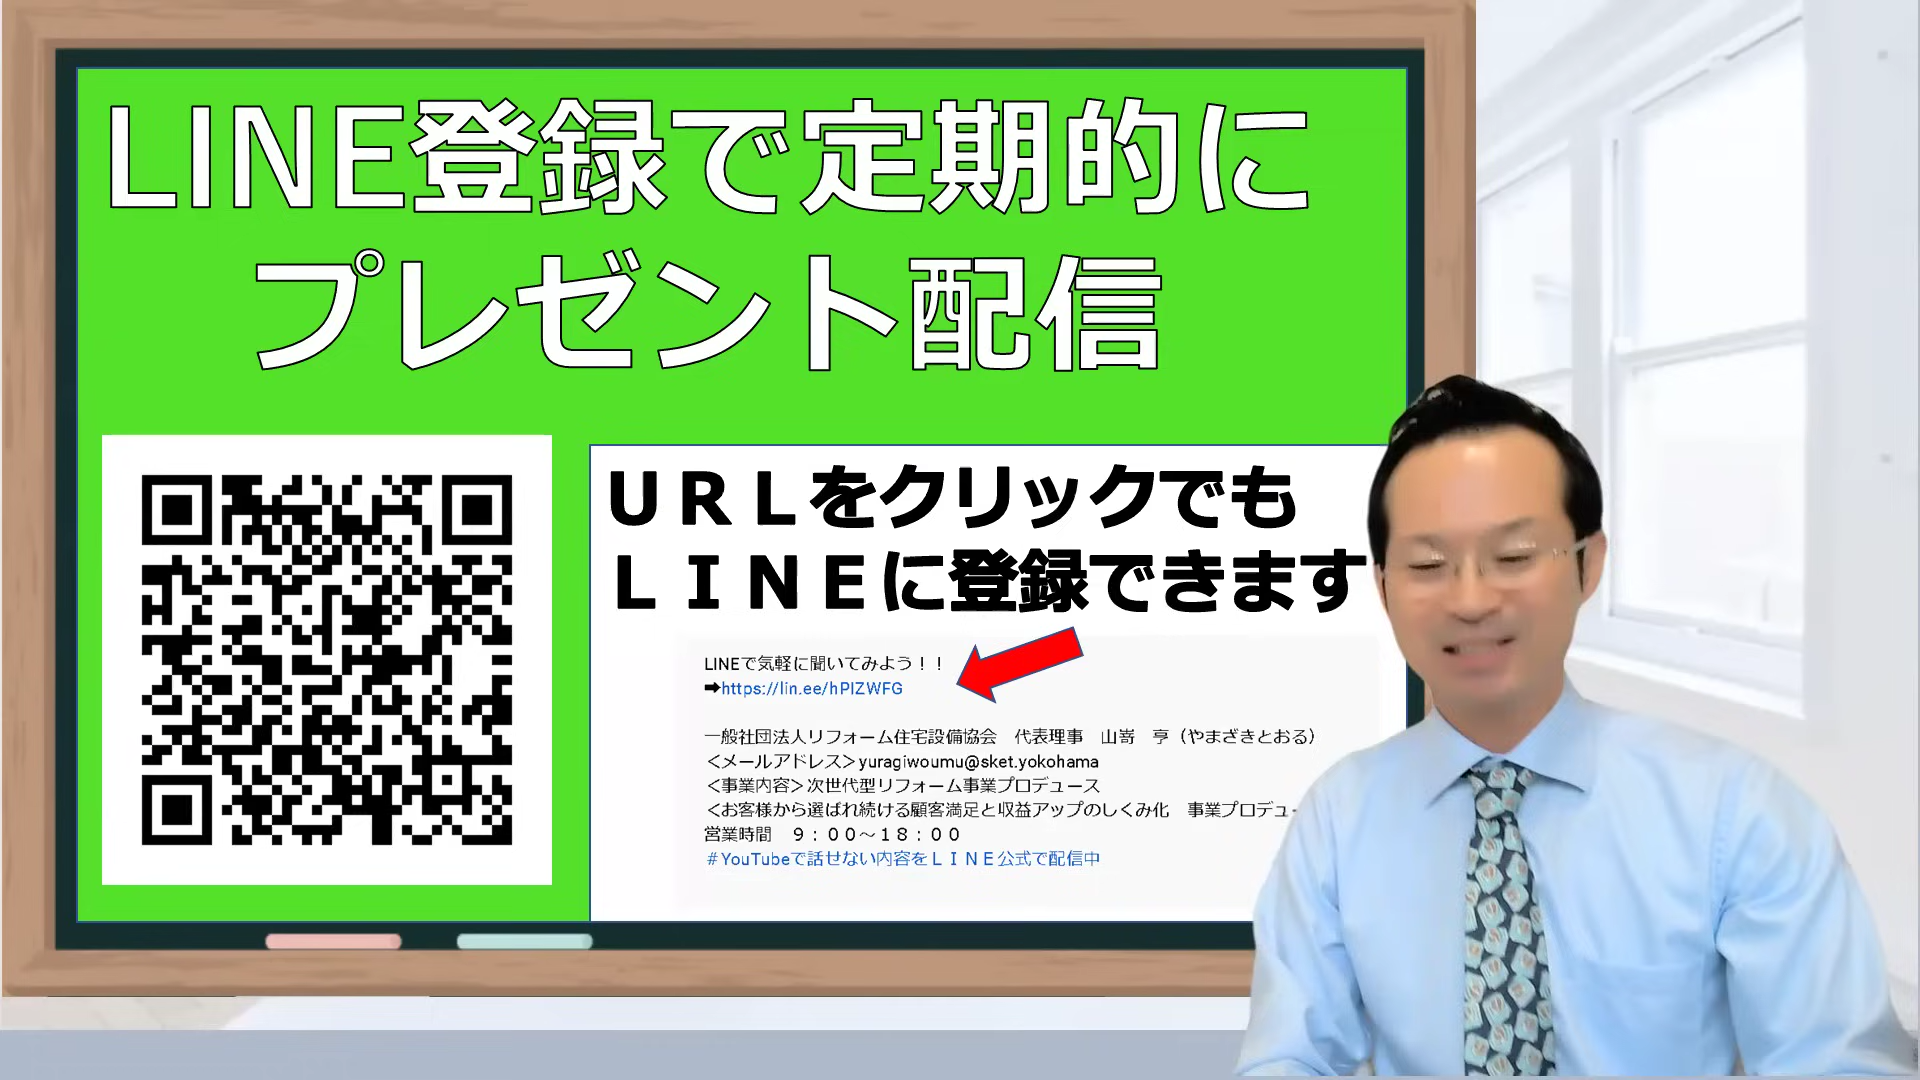 LINE登録で定期的に
プレゼント配信
ＵＲＬをクリックでも
ＬＩＮＥに登録できます
LINEで気軽に聞いてみよう！！
➡https://lin.ee/hPIZWFG
一般社団法人リフォーム住宅設備協会　代表理事　山嵜　亨（やまざきとおる）
＜メールアドレス＞yuragiwoumu@sket.yokohama
＜事業内容＞次世代型リフォーム事業プロデュース
＜お客様から選ばれ続ける顧客満足と収益アップのしくみ化　事業プロデュー
営業時間　９：００～１８：００
＃YouTubeで話せない内容をＬＩＮＥ公式で配信中